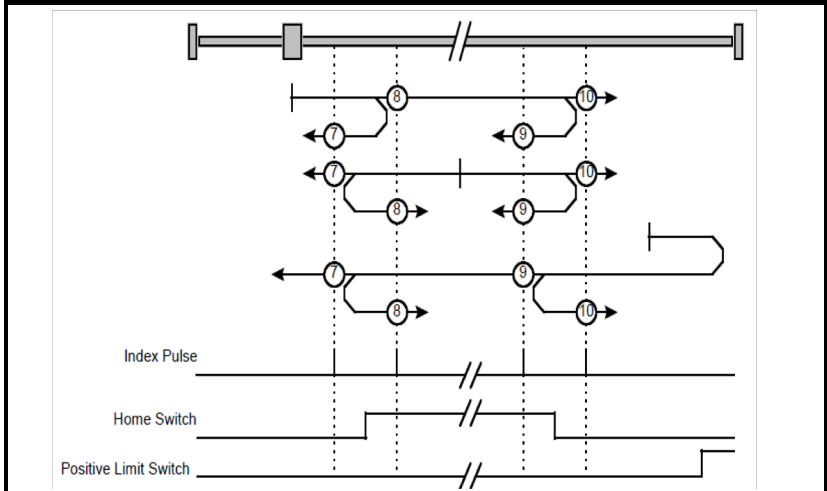 8 10
7 9
7 10
8 9
7 9
8 10
Index Pulse
Home Switch
Positive Limit Switch